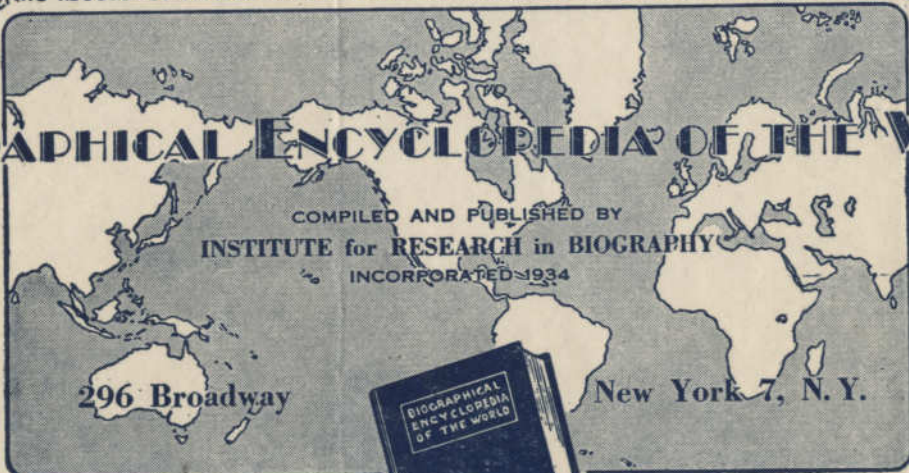 APHICAL ENCYCLOPEDIA OF THE
COMPILED AND PUBLISHED BY
INSTITUTE for RESEARCH in BIOGRAPHY
INCORPORATED 1934
296 Broadway
New York 7, N. Y.
BIOGRAPHICAL
ENCYCLOPEDIA
OF THE WORLD